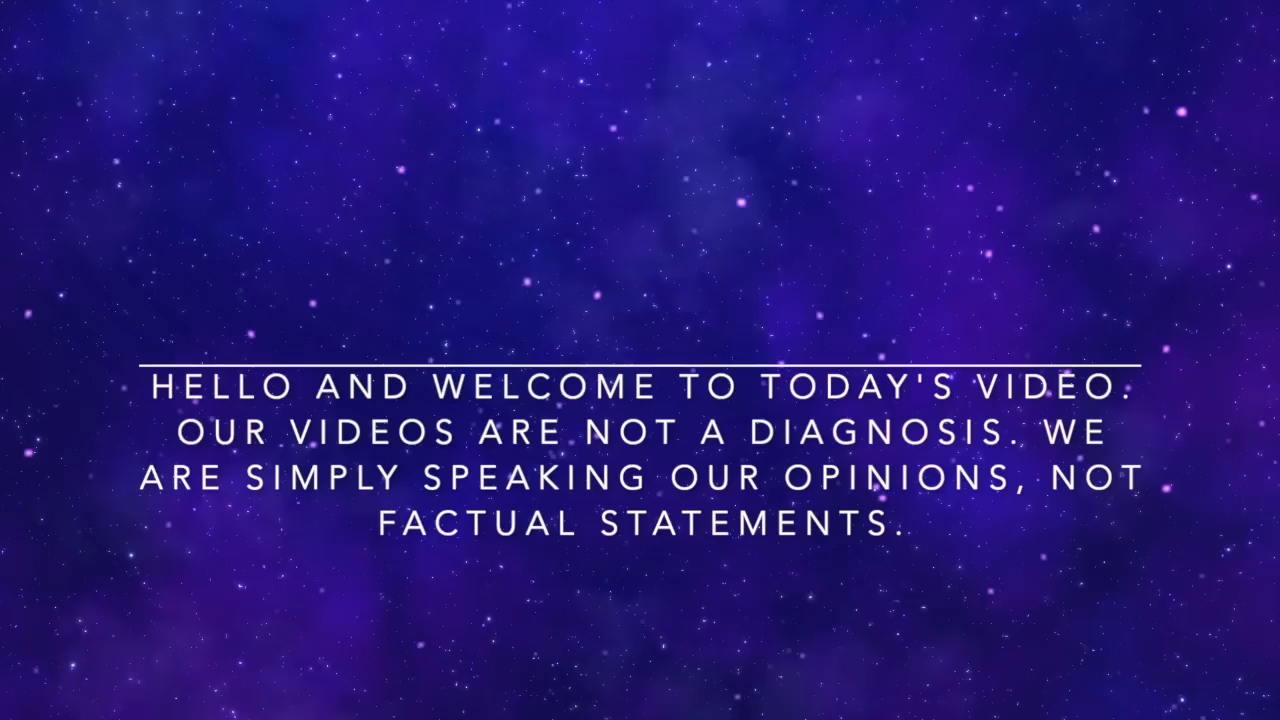 HELLO AND WELCOME TO TODAY'S VIDEO.
OUR VIDEOS ARE NOT A DIAGNOSIS. WE
ARE SIMPLY SPEAKING OUR OPINIONS, NOT
FACTUAL STATEMENTS.